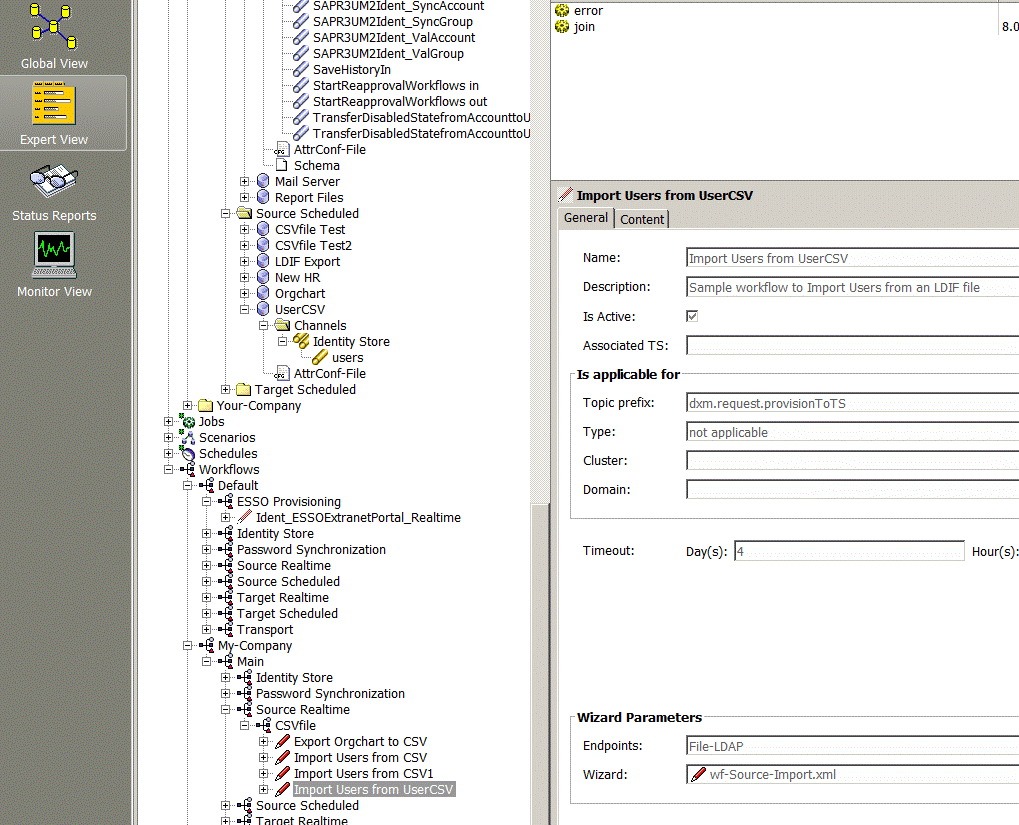 Global View
Expert View
Status Reports
Monitor View
SAPR3UM2Ident_SyncAccount
SAPR3UM2Ident_SyncGroup
SAPR3UM2Ident_ValAccount
SAPR3UM2Ident_ValGroup
SaveHistoryIn
StartReapprovalWorkflows in
StartReapprovalWorkflows out
TransferDisabledStatefromAccounttoU
TransferDisabledStatefromAccounttoU
AttrConf-File
Schema
Mail Server
Report Files
Source Scheduled
CSVfile Test
CSVfile Test2
LDIF Export
New HR
Orgchart
UserCSV
Channels
Identity Store
users
AttrConf-File
Target Scheduled
Your-Company
Jobs
Scenarios
Schedules
Workflows
Default
ESSO Provisioning
Ident_ESSOExtranetPortal_Realtime
Identity Store
Password Synchronization
Source Realtime
Source Scheduled
Target Realtime
Target Scheduled
Transport
My-Company
Main
Identity Store
Password Synchronization
Source Realtime
CSVfile
Export Orgchart to CSV
Import Users from CSV
Import Users from CSV1
Import Users from UserCSV
Source Scheduled
Target Realtime
error
join 8.0
Import Users from UserCSV
General Content
Name: Import Users from UserCSV
Description: Sample workflow to Import Users from an LDIF file
Is Active:
Associated TS:
Is applicable for
Topic prefix: dxm.request.provisionToTS
Type: not applicable
Cluster:
Domain:
Timeout: Day(s): 4 Hour(s):
Wizard Parameters
Endpoints: File-LDAP
Wizard: wf-Source-Import.xml